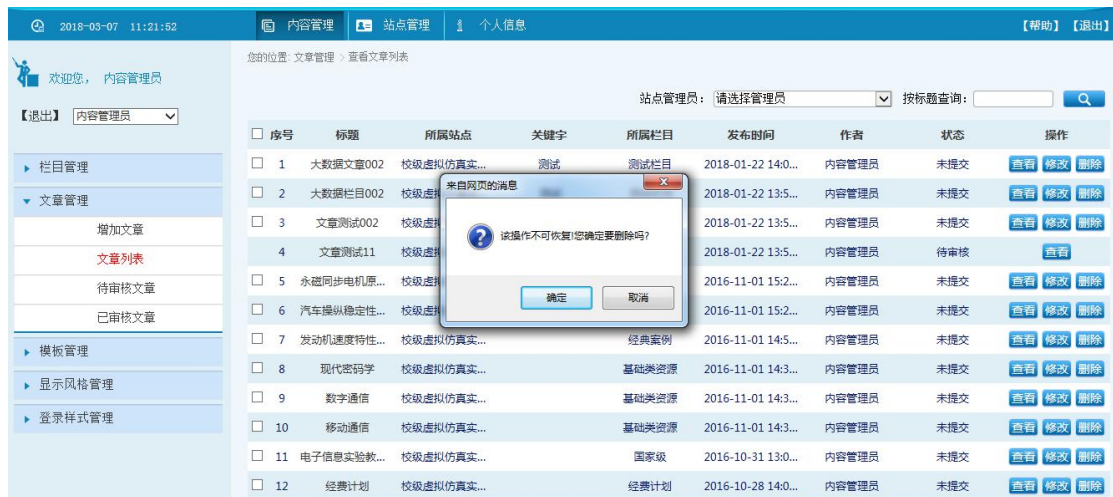 2018-03-07 11:21:52 内容管理 站点管理 个人信息 【帮助】 【退出】
欢迎您， 内容管理员
【退出】 内容管理员
您的位置: 文章管理 > 查看文章列表
站点管理员： 请选择管理员 按标题查询：
栏目管理
文章管理
增加文章
文章列表
待审核文章
已审核文章
模板管理
显示风格管理
登录样式管理
序号 标题 所属站点 关键字 所属栏目 发布时间 作者 状态 操作
1 大数据文章002 校级虚拟仿真实... 测试 测试栏目 2018-01-22 14:0... 内容管理员 未提交 查看 修改 删除
2 大数据栏目002 校级虚拟 2018-01-22 13:5... 内容管理员 未提交 查看 修改 删除
3 文章测试002 校级虚拟 2018-01-22 13:5... 内容管理员 未提交 查看 修改 删除
4 文章测试11 校级虚拟 2018-01-22 13:5... 内容管理员 待审核 查看
5 永磁同步电机原... 校级虚拟 2016-11-01 15:2... 内容管理员 未提交 查看 修改 删除
6 汽车操纵稳定性... 校级虚拟 2016-11-01 15:2... 内容管理员 未提交 查看 修改 删除
7 发动机速度特性... 校级虚拟仿真实... 经典案例 2016-11-01 14:5... 内容管理员 未提交 查看 修改 删除
8 现代密码学 校级虚拟仿真实... 基础类资源 2016-11-01 14:3... 内容管理员 未提交 查看 修改 删除
9 数字通信 校级虚拟仿真实... 基础类资源 2016-11-01 14:3... 内容管理员 未提交 查看 修改 删除
10 移动通信 校级虚拟仿真实... 基础类资源 2016-11-01 14:3... 内容管理员 未提交 查看 修改 删除
11 电子信息实验教... 校级虚拟仿真实... 国家级 2016-10-31 13:0... 内容管理员 未提交 查看 修改 删除
12 经费计划 校级虚拟仿真实... 经费计划 2016-10-28 14:0... 内容管理员 未提交 查看 修改 删除
来自网页的消息
该操作不可恢复!您确定要删除吗?
确定 取消